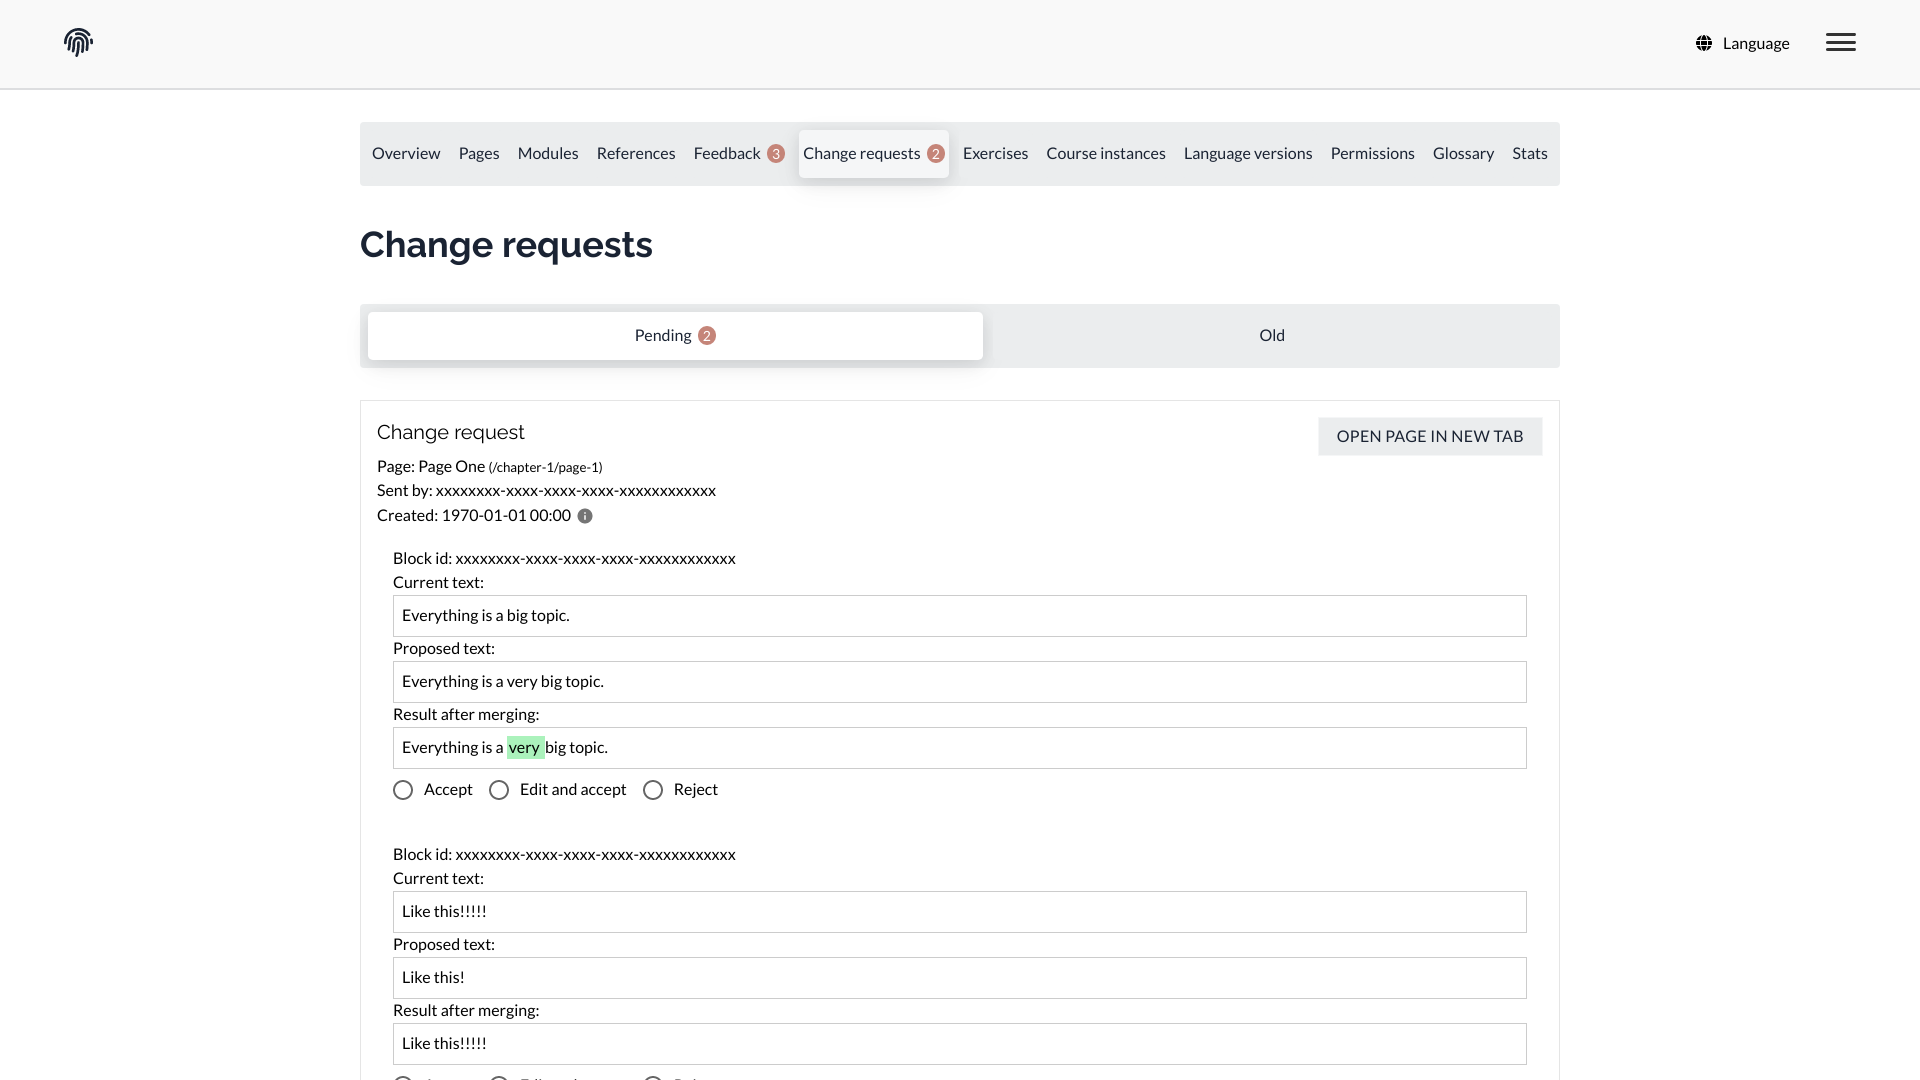 Language
Overview Pages Modules References Feedback 3 Change requests 2 Exercises Course instances Language versions Permissions Glossary Stats
Change requests
Pending 2 Old
Change request
OPEN PAGE IN NEW TAB
Page: Page One (/chapter-1/page-1)
Sent by: xxxxxxxx-xxxx-xxxx-xxxx-xxxxxxxxxxxx
Created: 1970-01-01 00:00
Block id: xxxxxxxx-xxxx-xxxx-xxxx-xxxxxxxxxxxx
Current text:
Everything is a big topic.
Proposed text:
Everything is a very big topic.
Result after merging:
Everything is a very big topic.
Accept Edit and accept Reject
Block id: xxxxxxxx-xxxx-xxxx-xxxx-xxxxxxxxxxxx
Current text:
Like this!!!!!
Proposed text:
Like this!
Result after merging:
Like this!!!!!